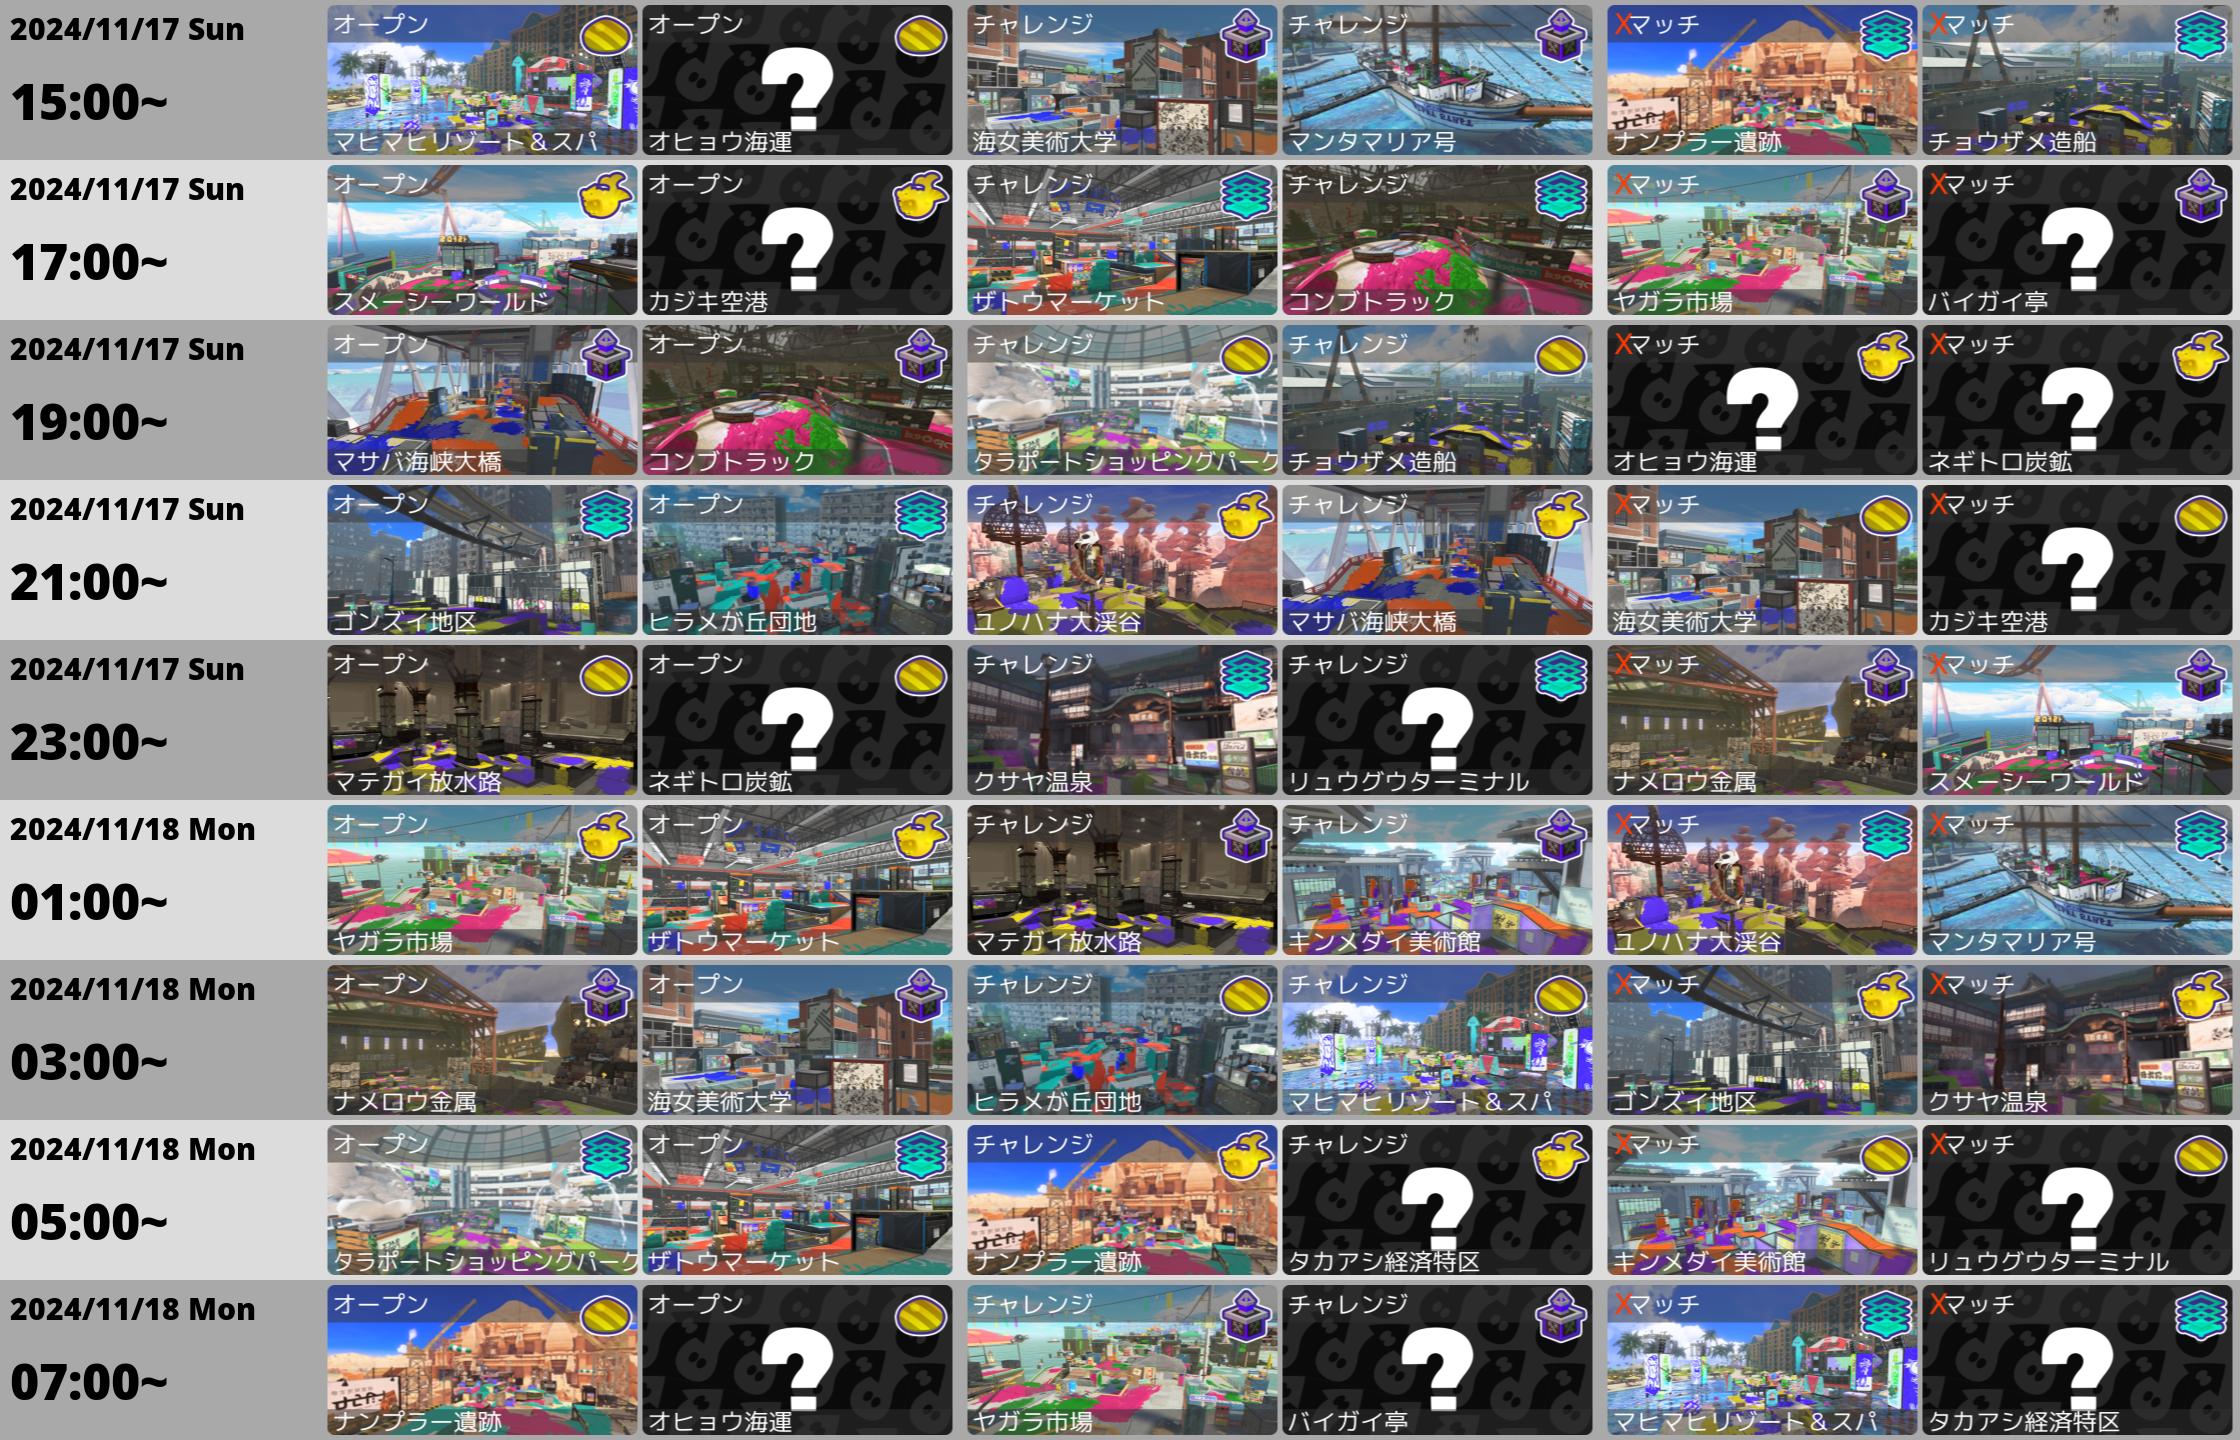 2024/11/17 Sun
15:00~
オープン
マヒマヒリゾート＆スパ
オープン
オヒョウ海運
チャレンジ
海女美術大学
チャレンジ
マンタマリア号
Xマッチ
ナンプラー遺跡
Xマッチ
チョウザメ造船
2024/11/17 Sun
17:00~
オープン
スメーシーワールド
オープン
カジキ空港
チャレンジ
ザトウマーケット
チャレンジ
コンブトラック
Xマッチ
ヤガラ市場
Xマッチ
バイガイ亭
2024/11/17 Sun
19:00~
オープン
マサバ海峡大橋
オープン
コンブトラック
チャレンジ
タラポートショッピングパーク
チャレンジ
チョウザメ造船
Xマッチ
オヒョウ海運
Xマッチ
ネギトロ炭鉱
2024/11/17 Sun
21:00~
オープン
ゴンズイ地区
オープン
ヒラメが丘団地
チャレンジ
ユノハナ大渓谷
チャレンジ
マサバ海峡大橋
Xマッチ
海女美術大学
Xマッチ
カジキ空港
2024/11/17 Sun
23:00~
オープン
マテガイ放水路
オープン
ネギトロ炭鉱
チャレンジ
クサヤ温泉
チャレンジ
リュウグウターミナル
Xマッチ
ナメロウ金属
Xマッチ
スメーシーワールド
2024/11/18 Mon
01:00~
オープン
ヤガラ市場
オープン
ザトウマーケット
チャレンジ
マテガイ放水路
チャレンジ
キンメダイ美術館
Xマッチ
ユノハナ大渓谷
Xマッチ
マンタマリア号
2024/11/18 Mon
03:00~
オープン
ナメロウ金属
オープン
海女美術大学
チャレンジ
ヒラメが丘団地
チャレンジ
マヒマヒリゾート＆スパ
Xマッチ
ゴンズイ地区
Xマッチ
クサヤ温泉
2024/11/18 Mon
05:00~
オープン
タラポートショッピングパーク
オープン
ザトウマーケット
チャレンジ
ナンプラー遺跡
チャレンジ
タカアシ経済特区
Xマッチ
キンメダイ美術館
Xマッチ
リュウグウターミナル
2024/11/18 Mon
07:00~
オープン
ナンプラー遺跡
オープン
オヒョウ海運
チャレンジ
ヤガラ市場
チャレンジ
バイガイ亭
Xマッチ
マヒマヒリゾート＆スパ
Xマッチ
タカアシ経済特区